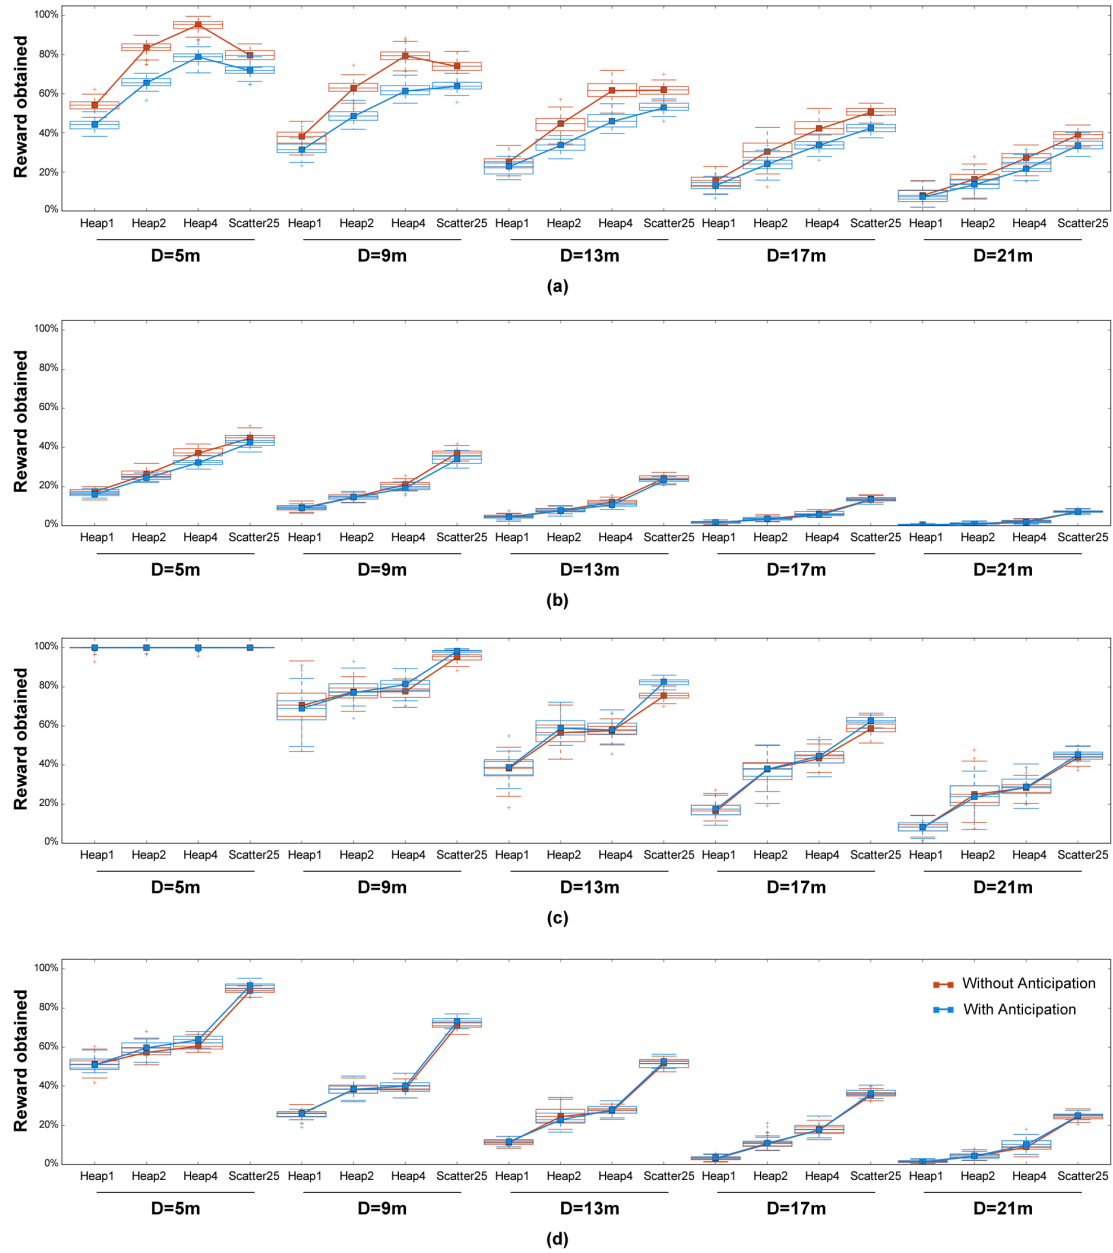 Reward obtained
100%
80%
60%
40%
20%
0%
Heap1 Heap2 Heap4 Scatter25 Heap1 Heap2 Heap4 Scatter25 Heap1 Heap2 Heap4 Scatter25 Heap1 Heap2 Heap4 Scatter25 Heap1 Heap2 Heap4 Scatter25
D=5m D=9m D=13m D=17m D=21m
(a)
Reward obtained
100%
80%
60%
40%
20%
0%
Heap1 Heap2 Heap4 Scatter25 Heap1 Heap2 Heap4 Scatter25 Heap1 Heap2 Heap4 Scatter25 Heap1 Heap2 Heap4 Scatter25 Heap1 Heap2 Heap4 Scatter25
D=5m D=9m D=13m D=17m D=21m
(b)
Reward obtained
100%
80%
60%
40%
20%
0%
Heap1 Heap2 Heap4 Scatter25 Heap1 Heap2 Heap4 Scatter25 Heap1 Heap2 Heap4 Scatter25 Heap1 Heap2 Heap4 Scatter25 Heap1 Heap2 Heap4 Scatter25
D=5m D=9m D=13m D=17m D=21m
(c)
Reward obtained
100%
80%
60%
40%
20%
0%
Without Anticipation
With Anticipation
Heap1 Heap2 Heap4 Scatter25 Heap1 Heap2 Heap4 Scatter25 Heap1 Heap2 Heap4 Scatter25 Heap1 Heap2 Heap4 Scatter25 Heap1 Heap2 Heap4 Scatter25
D=5m D=9m D=13m D=17m D=21m
(d)